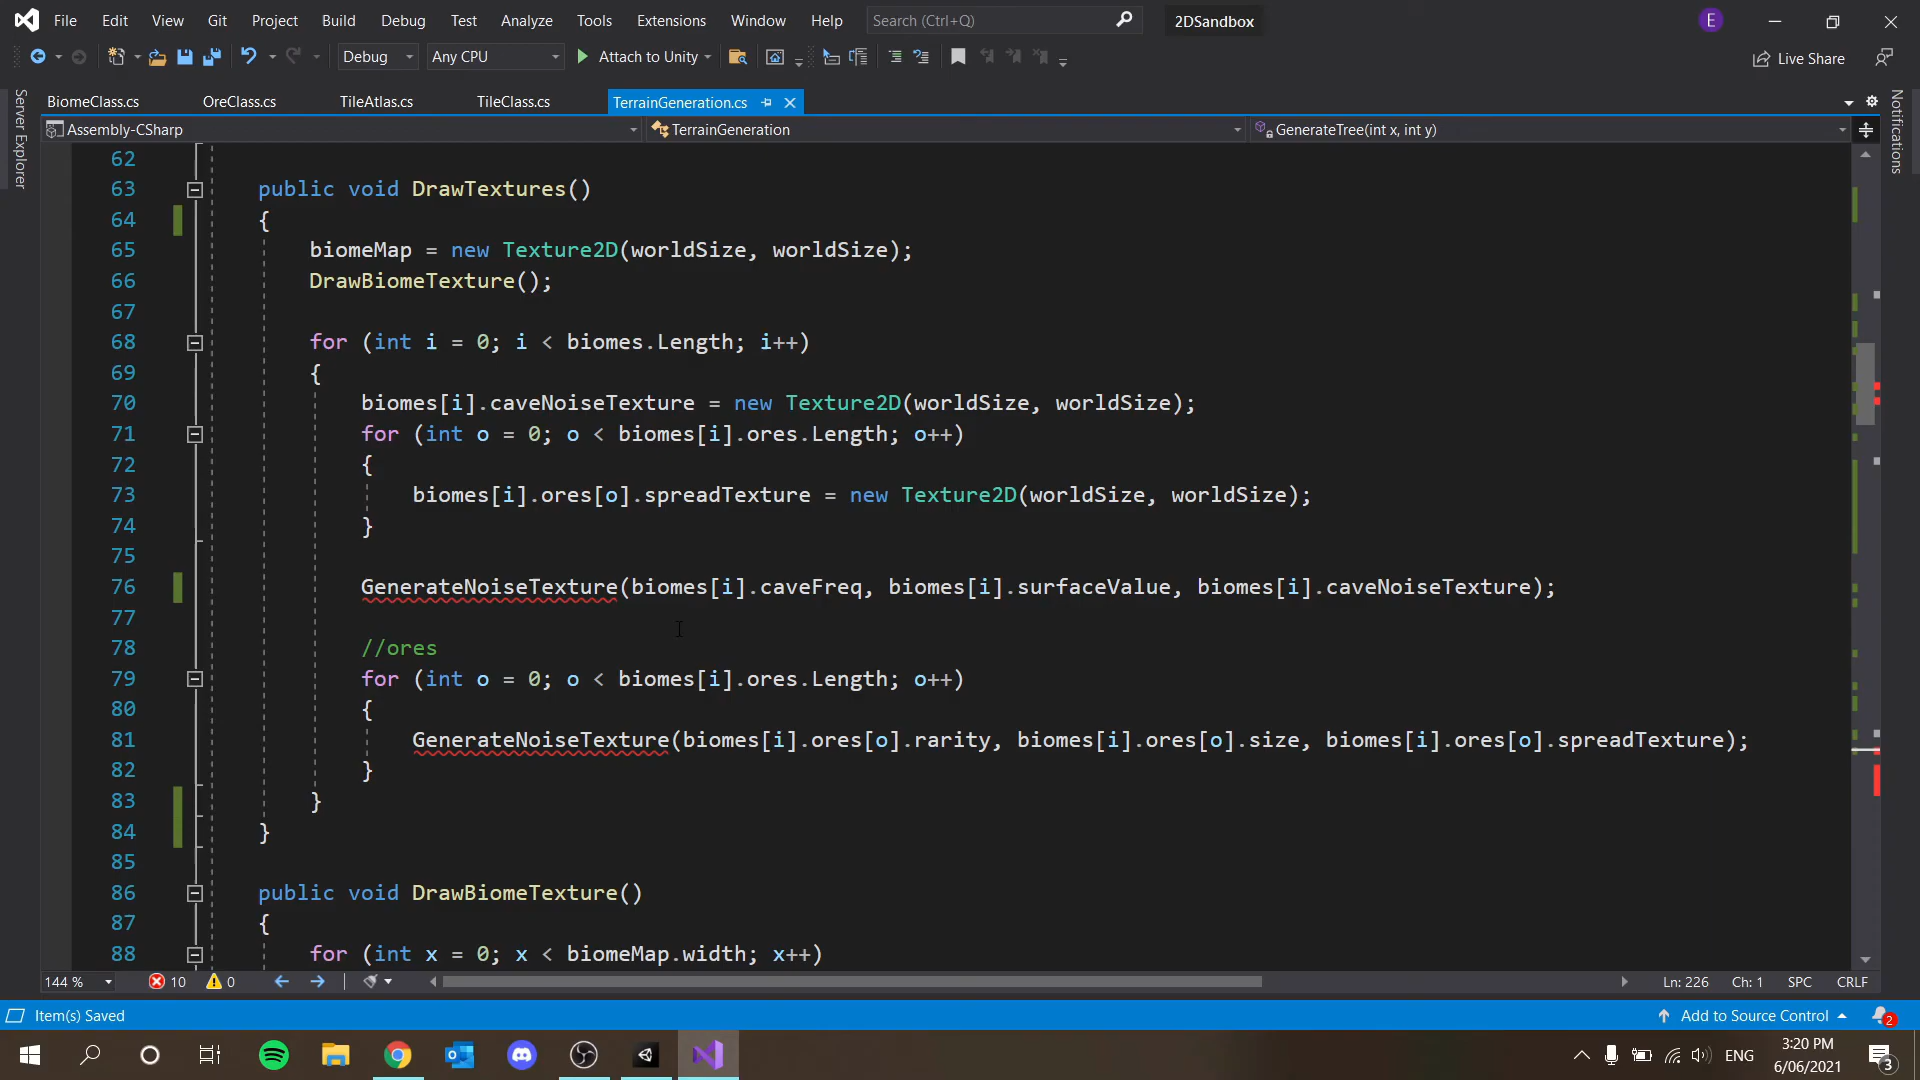 File Edit View Git Project Build Debug Test Analyze Tools Extensions Window Help Search (Ctrl+Q) 2DSandbox E
Debug Any CPU Attach to Unity Live Share
BiomeClass.cs OreClass.cs TileAtlas.cs TileClass.cs TerrainGeneration.cs
Assembly-CSharp TerrainGeneration GenerateTree(int x, int y)
Server Explorer
Notifications
62
63 public void DrawTextures()
64 {
65 biomeMap = new Texture2D(worldSize, worldSize);
66 DrawBiomeTexture();
67
68 for (int i = 0; i < biomes.Length; i++)
69 {
70 biomes[i].caveNoiseTexture = new Texture2D(worldSize, worldSize);
71 for (int o = 0; o < biomes[i].ores.Length; o++)
72 {
73 biomes[i].ores[o].spreadTexture = new Texture2D(worldSize, worldSize);
74 }
75
76 GenerateNoiseTexture(biomes[i].caveFreq, biomes[i].surfaceValue, biomes[i].caveNoiseTexture);
77
78 //ores
79 for (int o = 0; o < biomes[i].ores.Length; o++)
80 {
81 GenerateNoiseTexture(biomes[i].ores[o].rarity, biomes[i].ores[o].size, biomes[i].ores[o].spreadTexture);
82 }
83 }
84 }
85
86 public void DrawBiomeTexture()
87 {
88 for (int x = 0; x < biomeMap.width; x++)
144 % 10 0 Ln: 226 Ch: 1 SPC CRLF
Item(s) Saved Add to Source Control 2
ENG 3:20 PM
6/06/2021 3